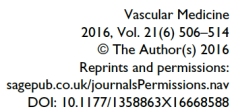 Vascular Medicine
2016, Vol. 21(6) 506–514
© The Author(s) 2016
Reprints and permissions:
sagepub.co.uk/journalsPermissions.nav
DOI: 10.1177/1358863X16668588